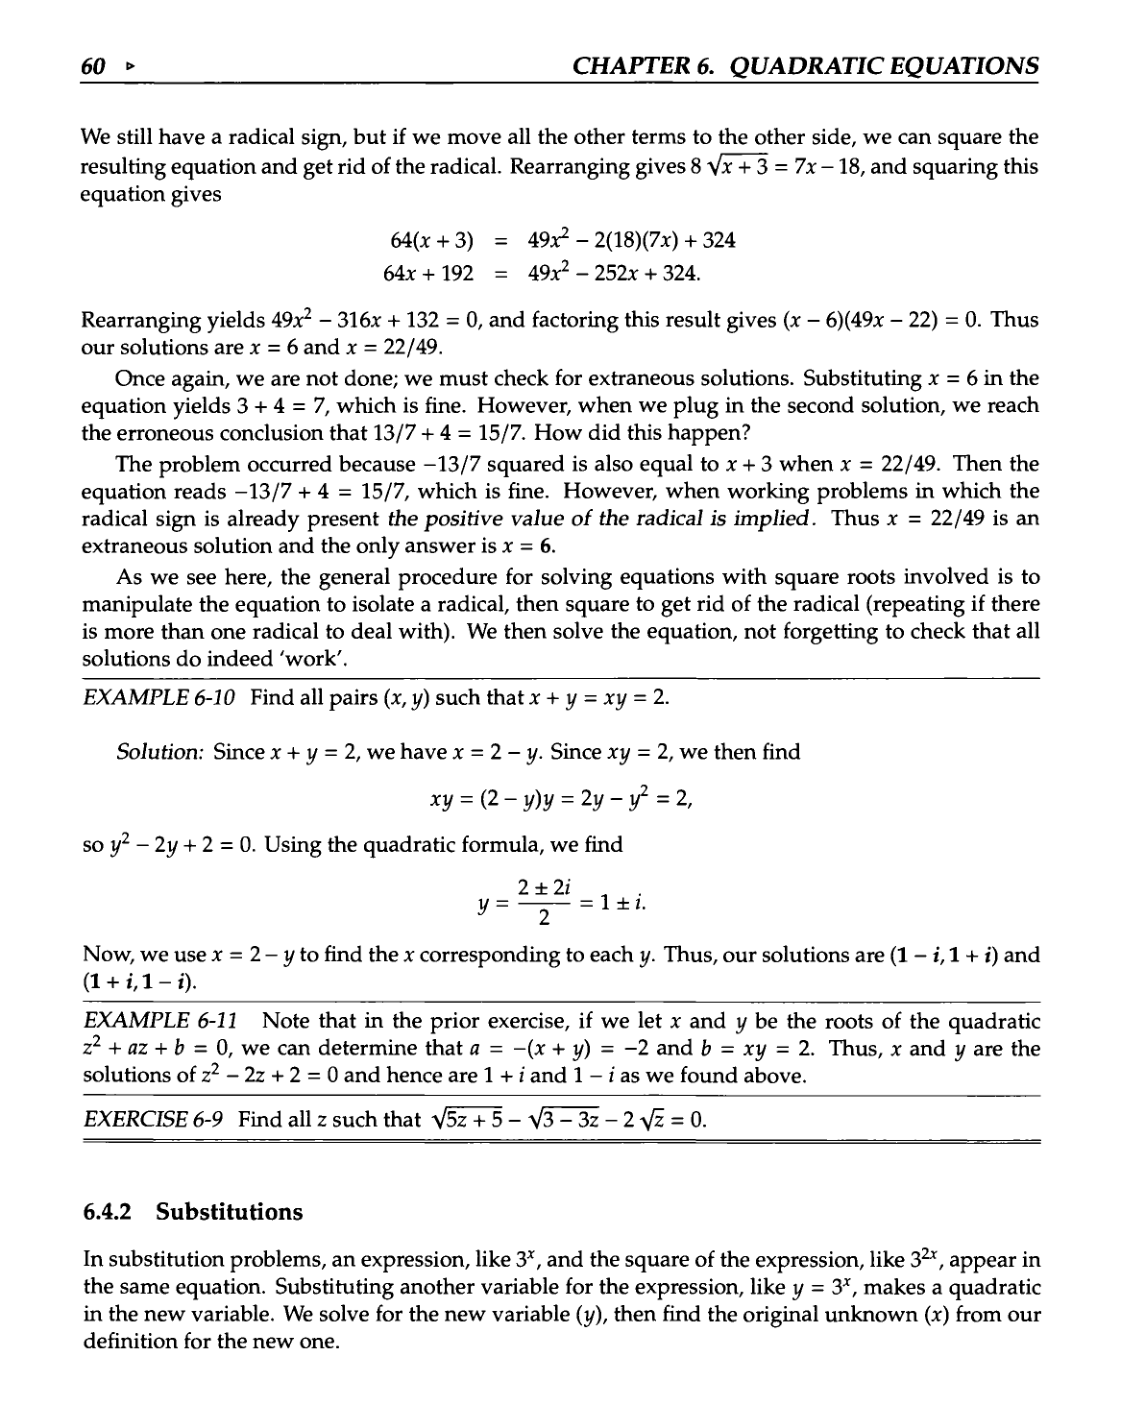 60 ▹ CHAPTER 6. QUADRATIC EQUATIONS
We still have a radical sign, but if we move all the other terms to the other side, we can square the
resulting equation and get rid of the radical. Rearranging gives 8 √(x + 3) = 7x − 18, and squaring this
equation gives
64(x + 3) = 49x² − 2(18)(7x) + 324
64x + 192 = 49x² − 252x + 324.
Rearranging yields 49x² − 316x + 132 = 0, and factoring this result gives (x − 6)(49x − 22) = 0. Thus
our solutions are x = 6 and x = 22/49.
Once again, we are not done; we must check for extraneous solutions. Substituting x = 6 in the
equation yields 3 + 4 = 7, which is fine. However, when we plug in the second solution, we reach
the erroneous conclusion that 13/7 + 4 = 15/7. How did this happen?
The problem occurred because −13/7 squared is also equal to x + 3 when x = 22/49. Then the
equation reads −13/7 + 4 = 15/7, which is fine. However, when working problems in which the
radical sign is already present the positive value of the radical is implied. Thus x = 22/49 is an
extraneous solution and the only answer is x = 6.
As we see here, the general procedure for solving equations with square roots involved is to
manipulate the equation to isolate a radical, then square to get rid of the radical (repeating if there
is more than one radical to deal with). We then solve the equation, not forgetting to check that all
solutions do indeed 'work'.
EXAMPLE 6-10 Find all pairs (x, y) such that x + y = xy = 2.
Solution: Since x + y = 2, we have x = 2 − y. Since xy = 2, we then find
xy = (2 − y)y = 2y − y² = 2,
so y² − 2y + 2 = 0. Using the quadratic formula, we find
y = (2 ± 2i)/2 = 1 ± i.
Now, we use x = 2 − y to find the x corresponding to each y. Thus, our solutions are (1 − i, 1 + i) and
(1 + i, 1 − i).
EXAMPLE 6-11 Note that in the prior exercise, if we let x and y be the roots of the quadratic
z² + az + b = 0, we can determine that a = −(x + y) = −2 and b = xy = 2. Thus, x and y are the
solutions of z² − 2z + 2 = 0 and hence are 1 + i and 1 − i as we found above.
EXERCISE 6-9 Find all z such that √(5z + 5) − √(3 − 3z) − 2 √z = 0.
6.4.2 Substitutions
In substitution problems, an expression, like 3ˣ, and the square of the expression, like 3²ˣ, appear in
the same equation. Substituting another variable for the expression, like y = 3ˣ, makes a quadratic
in the new variable. We solve for the new variable (y), then find the original unknown (x) from our
definition for the new one.